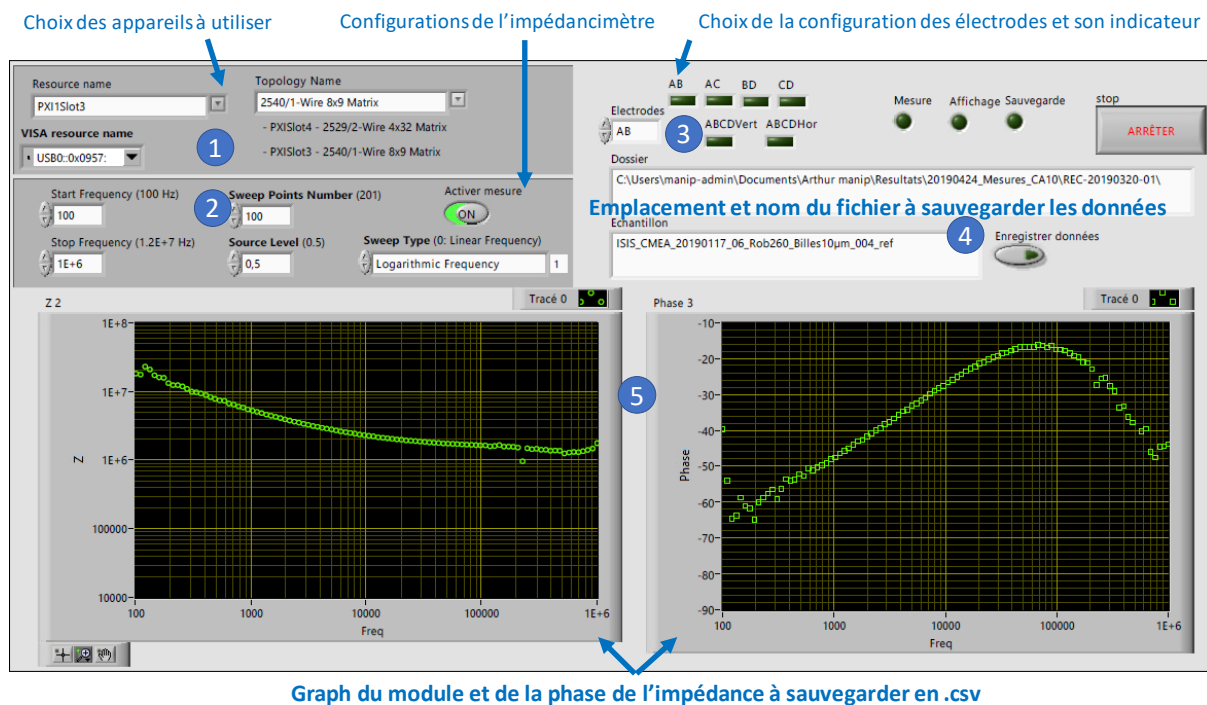 Choix des appareils à utiliser
Configurations de l'impédancimètre
Choix de la configuration des électrodes et son indicateur
Resource name
PXI1Slot3
Topology Name
2540/1-Wire 8x9 Matrix
- PXISlot4 - 2529/2-Wire 4x32 Matrix
- PXISlot3 - 2540/1-Wire 8x9 Matrix
VISA resource name
USB0::0x0957:
1
AB AC BD CD
Electrodes
AB
3
ABCDVert ABCDHor
Mesure Affichage Sauvegarde
stop
ARRÊTER
Dossier
C:\Users\manip-admin\Documents\Arthur manip\Resultats\20190424_Mesures_CA10\REC-20190320-01\
Emplacement et nom du fichier à sauvegarder les données
Echantillon
ISIS_CMEA_20190117_06_Rob260_Billes10µm_004_ref
4
Enregistrer données
Start Frequency (100 Hz)
100
2
Sweep Points Number (201)
100
Activer mesure
ON
Stop Frequency (1.2E+7 Hz)
1E+6
Source Level (0.5)
0,5
Sweep Type (0: Linear Frequency)
Logarithmic Frequency
1
Z 2
Tracé 0
1E+8
1E+7
1E+6
100000
10000
Z
100 1000 10000 100000 1E+6
Freq
5
Phase 3
Tracé 0
-10
-20
-30
-40
-50
-60
-70
-80
-90
Phase
100 1000 10000 100000 1E+6
Freq
Graph du module et de la phase de l'impédance à sauvegarder en .csv